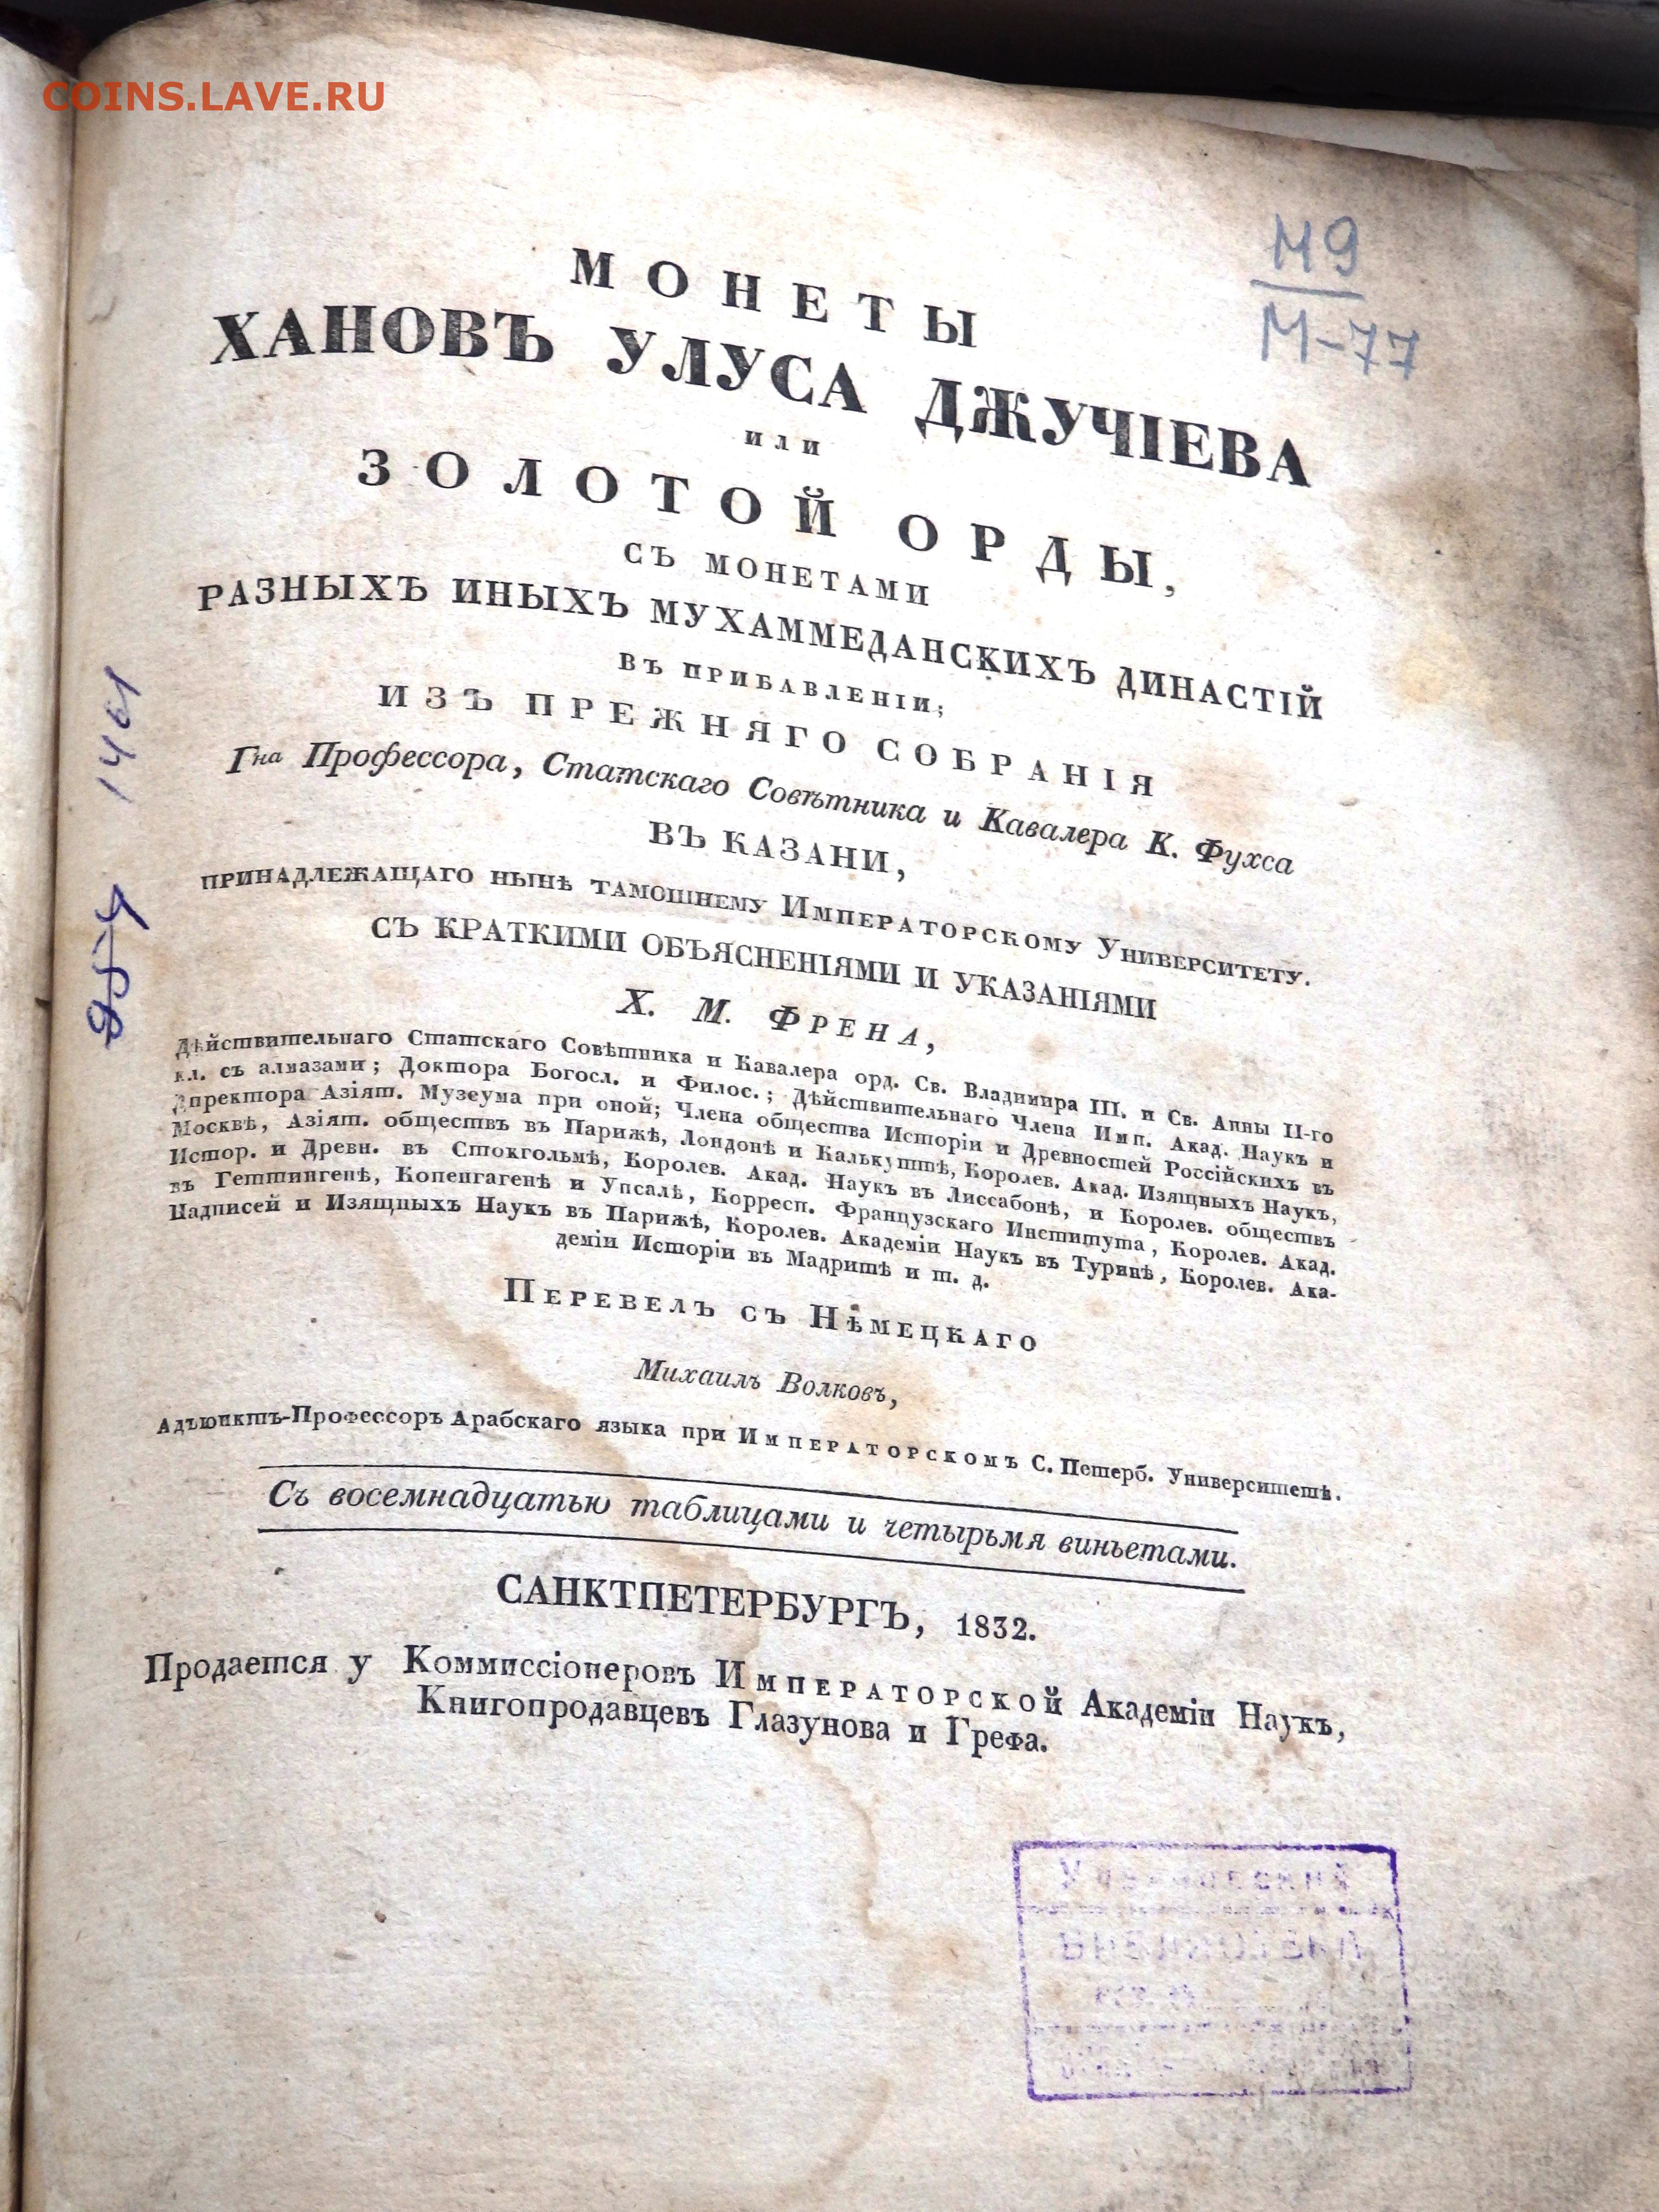 COINS.LAVE.RU
Н9
М-77
МОНЕТЫ
ХАНОВЪ УЛУСА ДЖУЧІЕВА
ИЛИ
ЗОЛОТОЙ ОРДЫ,
СЪ МОНЕТАМИ
РАЗНЫХЪ ИНЫХЪ МУХАММЕДАНСКИХЪ ДИНАСТІЙ
ВЪ ПРИБАВЛЕНІИ;
ИЗЪ ПРЕЖНЯГО СОБРАНІЯ
Гна Профессора, Статскаго Совѣтника и Кавалера К. Фухса
ВЪ КАЗАНИ,
ПРИНАДЛЕЖАЩАГО НЫНѢ ТАМОШНЕМУ ИМПЕРАТОРСКОМУ УНИВЕРСИТЕТУ.
СЪ КРАТКИМИ ОБЪЯСНЕНІЯМИ И УКАЗАНІЯМИ
Х. М. ФРЕНА,
Дѣйствительнаго Статскаго Совѣтника и Кавалера орд. Св. Владимира III. и Св. Анны II-го
кл. съ алмазами; Доктора Богосл. и Филос.; Дѣйствительнаго Члена Имп. Акад. Наукъ и
Директора Азіят. Музеума при оной; Члена общества Исторіи и Древностей Россійскихъ въ
Москвѣ, Азіят. обществъ въ Парижѣ, Лондонѣ и Калькуттѣ, Королев. Акад. Изящныхъ Наукъ,
Истор. и Древн. въ Стокгольмѣ, Королев. Акад. Наукъ въ Лиссабонѣ, и Королев. обществъ
въ Геттингенѣ, Копенгагенѣ и Упсалѣ, Корресп. Французскаго Института, Королев. Акад.
Надписей и Изящныхъ Наукъ въ Парижѣ, Королев. Академіи Наукъ въ Туринѣ, Королев. Ака-
деміи Исторіи въ Мадритѣ и т. д.
ПЕРЕВЕЛЪ СЪ НѢМЕЦКАГО
Михаилъ Волковъ,
Адъюнктъ-Профессоръ Арабскаго языка при ИМПЕРАТОРСКОМЪ С. Петерб. Университетѣ.
Съ восемнадцатью таблицами и четырьмя виньетами.
САНКТПЕТЕРБУРГЪ, 1832.
Продается у Коммиссіонеровъ ИМПЕРАТОРСКОЙ Академіи Наукъ,
Книгопродавцевъ Глазунова и Грефа.
1461